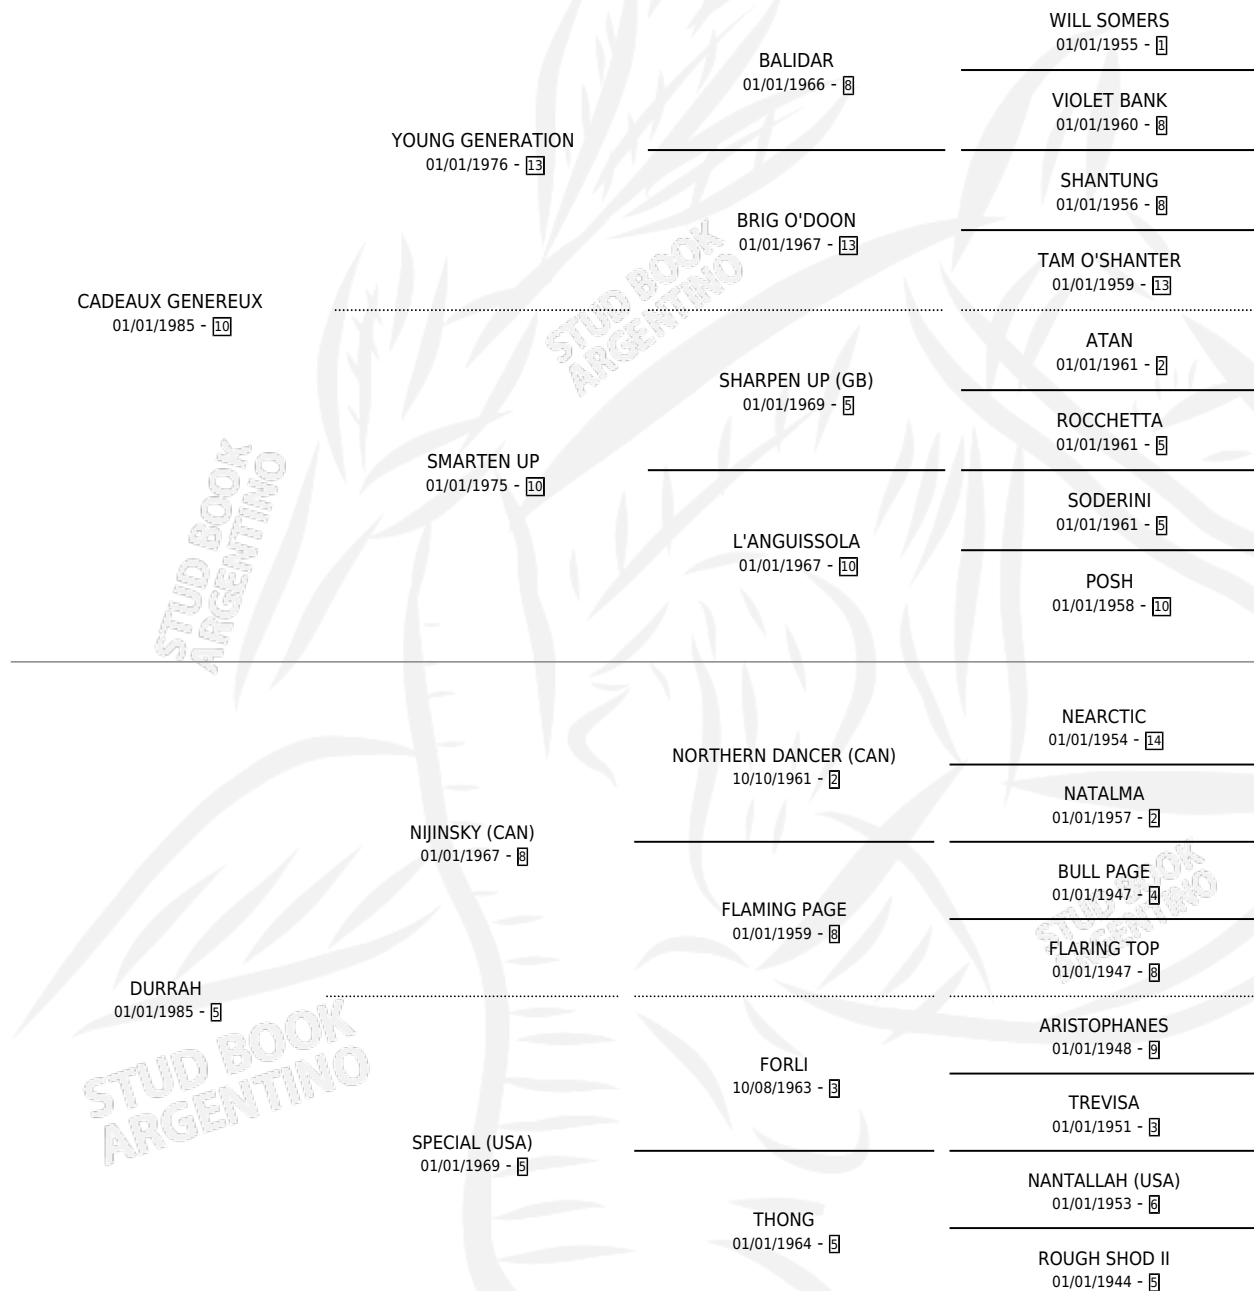 WILL SOMERS
01/01/1955 - 1
BALIDAR
01/01/1966 - 8
VIOLET BANK
01/01/1960 - 8
YOUNG GENERATION
01/01/1976 - 13
SHANTUNG
01/01/1956 - 8
BRIG O'DOON
01/01/1967 - 13
TAM O'SHANTER
01/01/1959 - 13
CADEAUX GENEREUX
01/01/1985 - 10
STUD BOOK
ARGENTINO
ATAN
01/01/1961 - 2
SHARPEN UP (GB)
01/01/1969 - 5
ROCCHETTA
01/01/1961 - 5
SMARTEN UP
01/01/1975 - 10
SODERINI
01/01/1961 - 5
L'ANGUISSOLA
01/01/1967 - 10
POSH
01/01/1958 - 10
STUD BOOK
ARGENTINO
NEARCTIC
01/01/1954 - 14
NORTHERN DANCER (CAN)
10/10/1961 - 2
NATALMA
01/01/1957 - 2
NIJINSKY (CAN)
01/01/1967 - 8
BULL PAGE
01/01/1947 - 4
FLAMING PAGE
01/01/1959 - 8
STUD BOOK
ARGENTINO
FLARING TOP
01/01/1947 - 8
DURRAH
01/01/1985 - 5
ARISTOPHANES
01/01/1948 - 9
FORLI
10/08/1963 - 3
STUD BOOK
ARGENTINO
TREVISA
01/01/1951 - 3
SPECIAL (USA)
01/01/1969 - 5
NANTALLAH (USA)
01/01/1953 - 6
THONG
01/01/1964 - 5
ROUGH SHOD II
01/01/1944 - 5